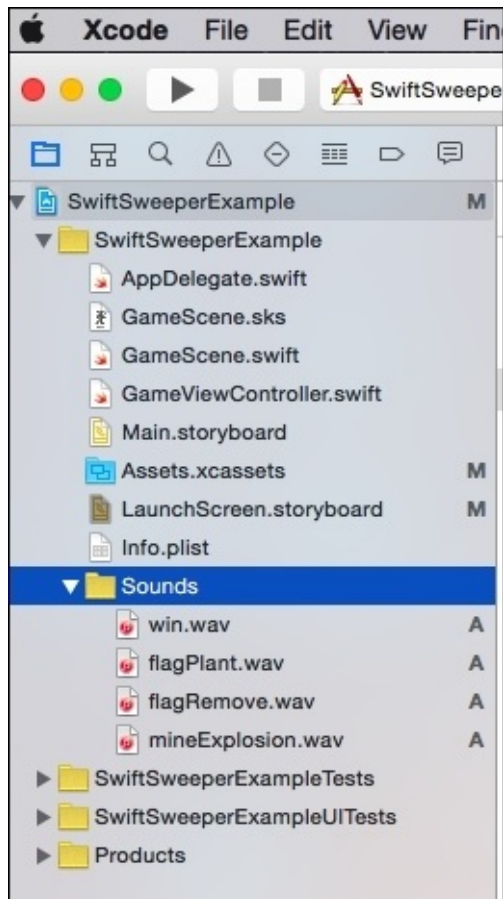 Xcode File Edit View Fin
SwiftSweepe
SwiftSweeperExample M
SwiftSweeperExample
AppDelegate.swift
GameScene.sks
GameScene.swift
GameViewController.swift
Main.storyboard
Assets.xcassets M
LaunchScreen.storyboard M
Info.plist
Sounds
win.wav A
flagPlant.wav A
flagRemove.wav A
mineExplosion.wav A
SwiftSweeperExampleTests
SwiftSweeperExampleUITests
Products